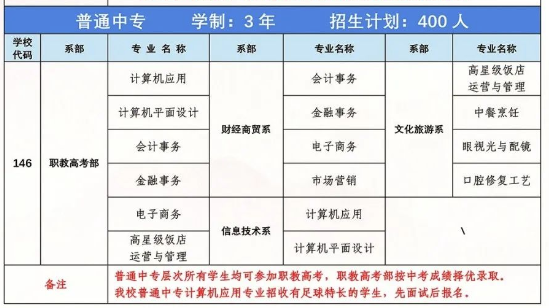 普通中专 学制：3 年 招生计划：400 人
学校代码 系部 专 业 名 称 系部 专业名称 系部 专业名称
146
职教高考部
计算机应用
计算机平面设计
会计事务
金融事务
电子商务
高星级饭店
运营与管理
财经商贸系
会计事务
金融事务
电子商务
市场营销
信息技术系
计算机应用
计算机平面设计
文化旅游系
高星级饭店
运营与管理
中餐烹饪
眼视光与配镜
口腔修复工艺
\
备注
普通中专层次所有学生均可参加职教高考，职教高考部按中考成绩择优录取。
我校普通中专计算机应用专业招收有足球特长的学生，先面试后报名。